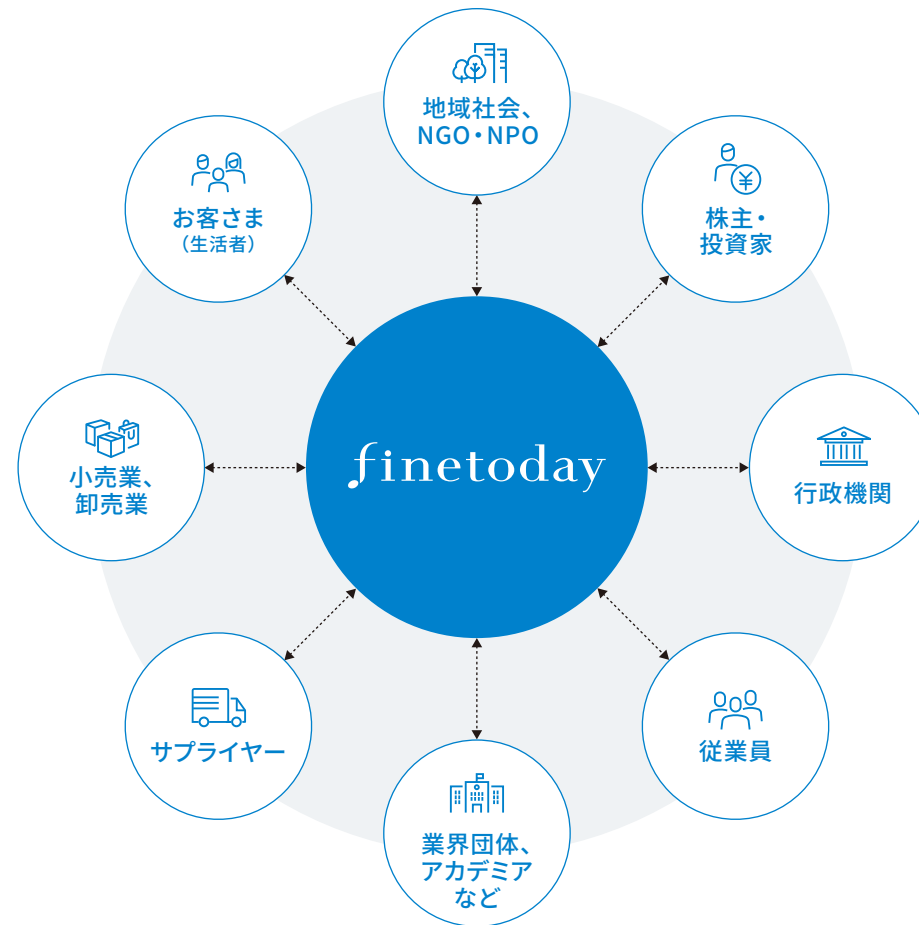 地域社会、
NGO・NPO
お客さま
（生活者）
株主・
投資家
小売業、
卸売業
finetoday
行政機関
サプライヤー
従業員
業界団体、
アカデミア
など